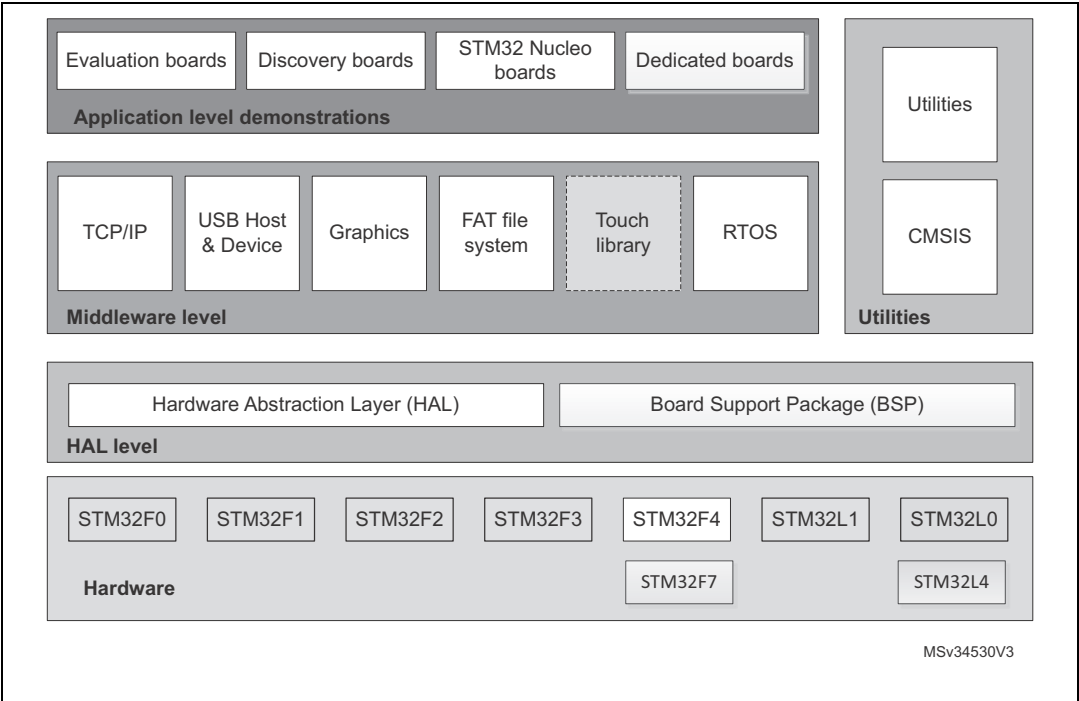 Evaluation boards
Discovery boards
STM32 Nucleo
boards
Dedicated boards
Application level demonstrations
Utilities
CMSIS
Utilities
TCP/IP
USB Host
& Device
Graphics
FAT file
system
Touch
library
RTOS
Middleware level
Hardware Abstraction Layer (HAL)
Board Support Package (BSP)
HAL level
STM32F0
STM32F1
STM32F2
STM32F3
STM32F4
STM32L1
STM32L0
STM32F7
STM32L4
Hardware
MSv34530V3